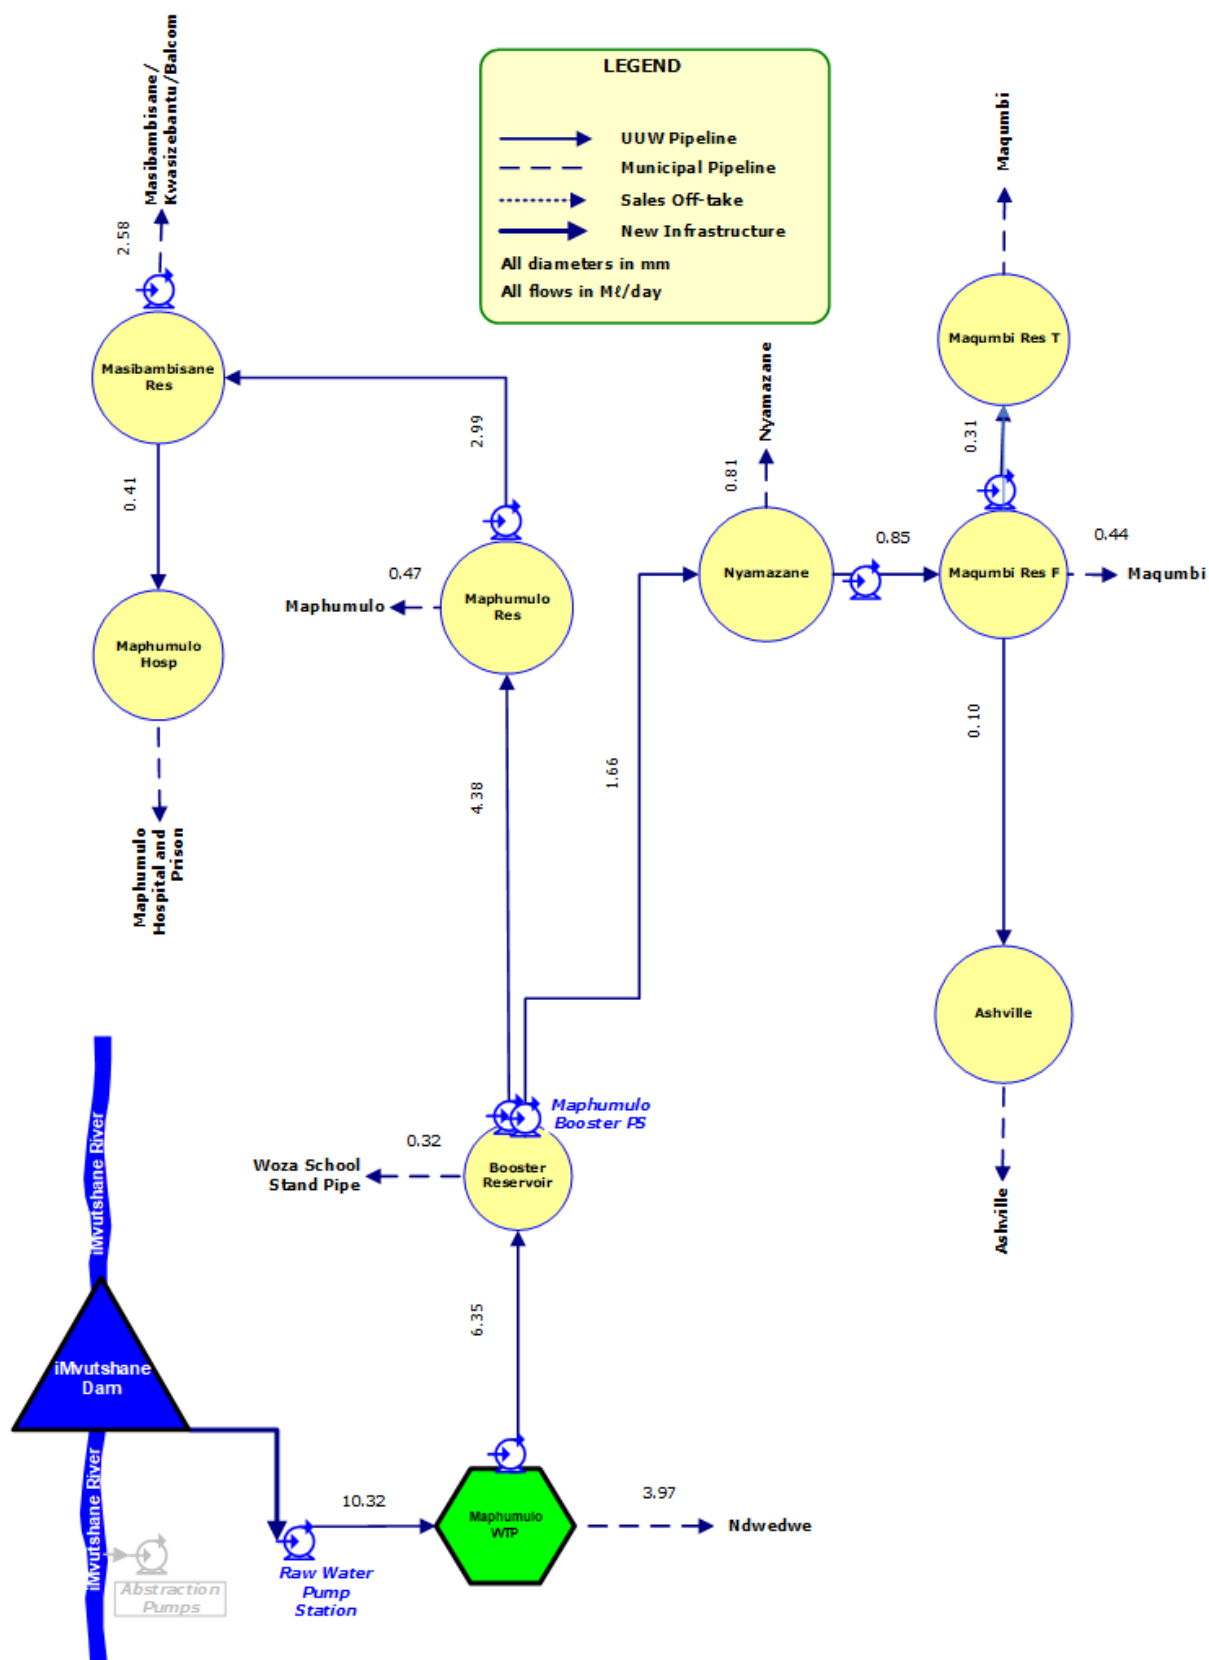 LEGEND
UUW Pipeline
Municipal Pipeline
Sales Off-take
New Infrastructure
All diameters in mm
All flows in Mℓ/day
Masibambisane/
Kwasizebantu/Balcom
2.58
Masibambisane
Res
0.41
Maphumulo
Hosp
Maphumulo
Hospital and
Prison
2.99
0.47
Maphumulo
Maphumulo
Res
4.38
1.66
Nyamazane
0.81
Nyamazane
0.85
Maqumbi
Maqumbi Res T
0.31
Maqumbi Res F
0.44
Maqumbi
0.10
Ashville
Ashville
Maphumulo
Booster PS
0.32
Woza School
Stand Pipe
Booster
Reservoir
6.35
iMvutshane River
iMvutshane
Dam
iMvutshane River
Abstraction
Pumps
10.32
Raw Water
Pump
Station
Maphumulo
WTP
3.97
Ndwedwe